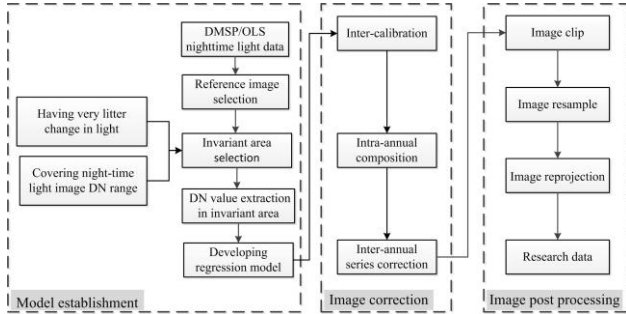 DMSP/OLS
nighttime light data
Reference image
selection
Having very litter
change in light
Invariant area
selection
Covering night-time
light image DN range
DN value extraction
in invariant area
Developing
regression model
Model establishment
Inter-calibration
Intra-annual
composition
Inter-annual
series correction
Image correction
Image clip
Image resample
Image reprojection
Research data
Image post processing